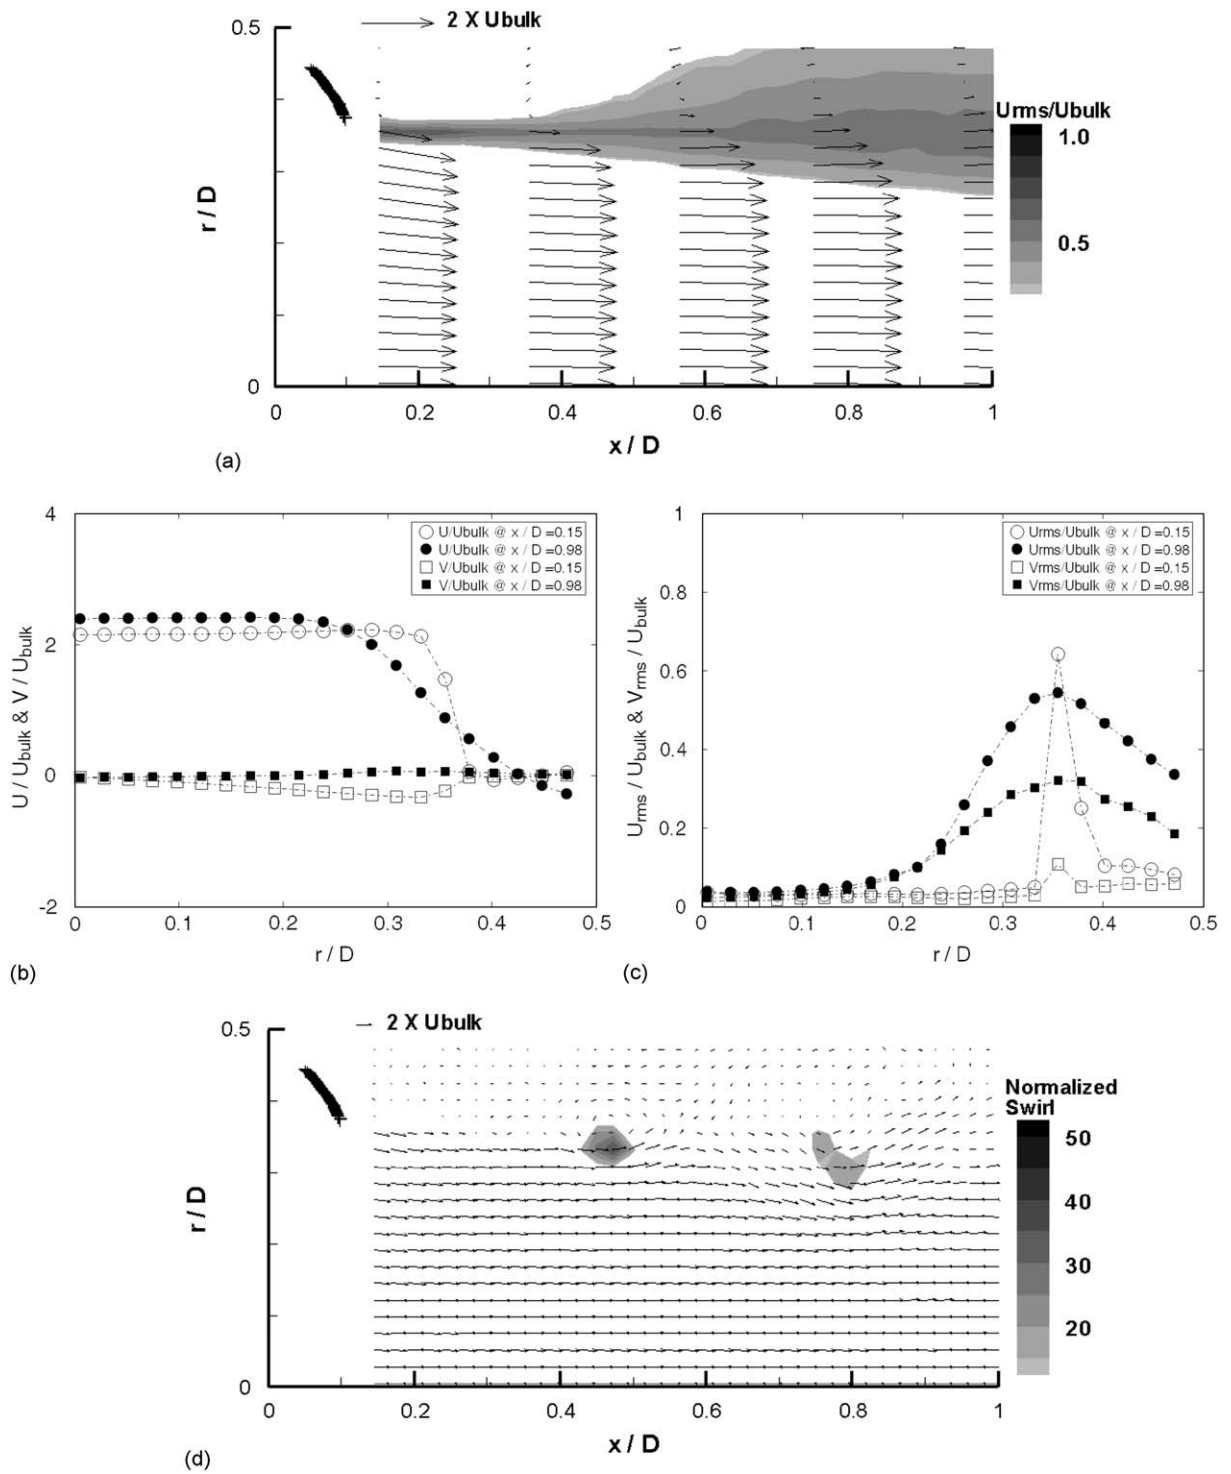 0.5
2 X Ubulk
Urms/Ubulk
1.0
0.5
r / D
0
0 0.2 0.4 0.6 0.8 1
x / D
(a)
4
2
0
-2
U / Ubulk & V / Ubulk
U/Ubulk @ x / D =0.15
U/Ubulk @ x / D =0.98
V/Ubulk @ x / D =0.15
V/Ubulk @ x / D =0.98
0 0.1 0.2 0.3 0.4 0.5
r / D
(b)
1
0.8
0.6
0.4
0.2
0
Urms / Ubulk & Vrms / Ubulk
Urms/Ubulk @ x / D =0.15
Urms/Ubulk @ x / D =0.98
Vrms/Ubulk @ x / D =0.15
Vrms/Ubulk @ x / D =0.98
0 0.1 0.2 0.3 0.4 0.5
r / D
(c)
0.5
2 X Ubulk
Normalized
Swirl
50
40
30
20
r / D
0
0 0.2 0.4 0.6 0.8 1
x / D
(d)